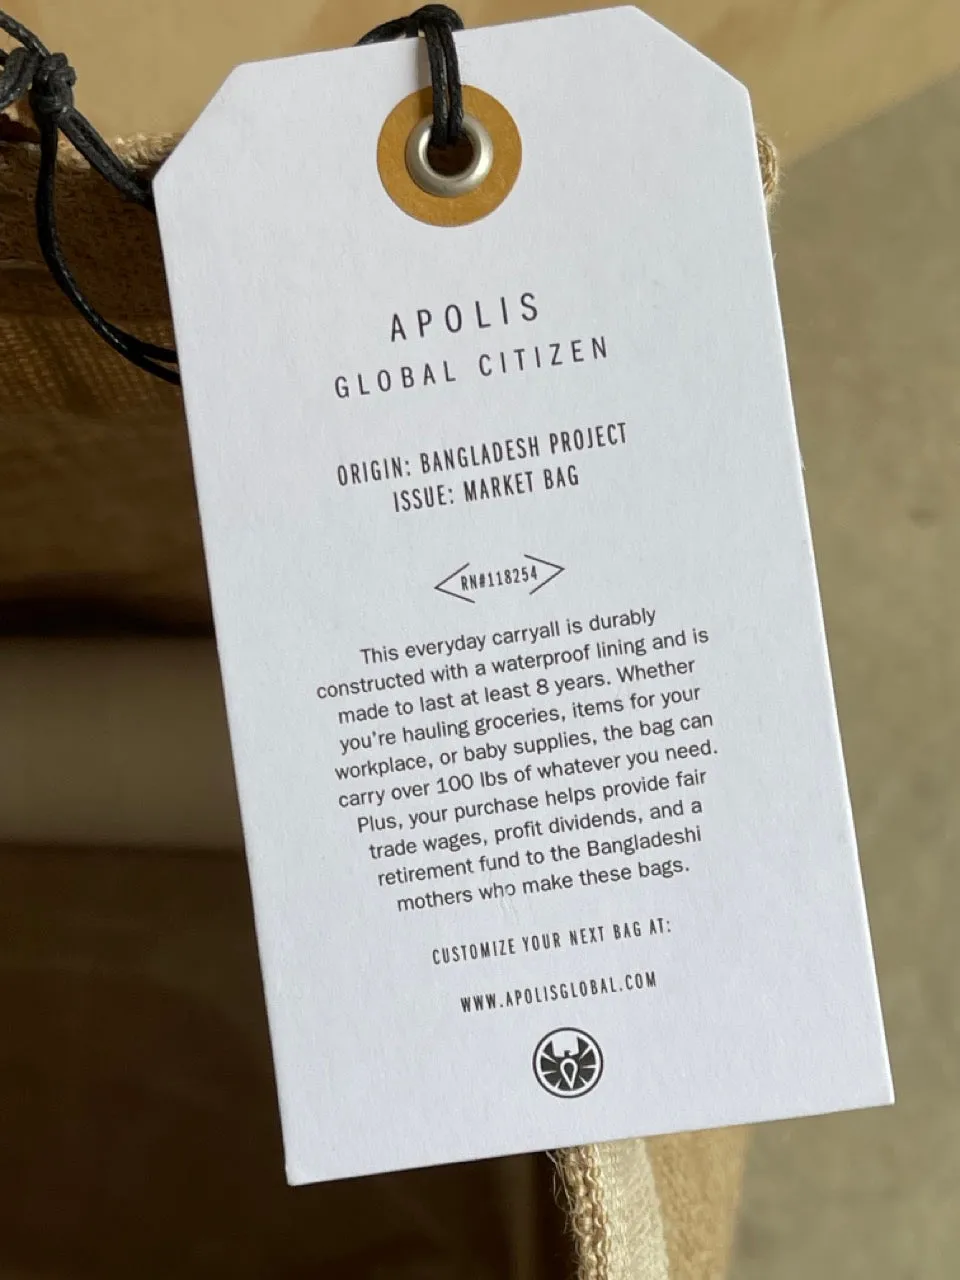 APOLIS
GLOBAL CITIZEN
ORIGIN: BANGLADESH PROJECT
ISSUE: MARKET BAG
RN#118254
This everyday carryall is durably
constructed with a waterproof lining and is
made to last at least 8 years. Whether
you're hauling groceries, items for your
workplace, or baby supplies, the bag can
carry over 100 lbs of whatever you need.
Plus, your purchase helps provide fair
trade wages, profit dividends, and a
retirement fund to the Bangladeshi
mothers who make these bags.
CUSTOMIZE YOUR NEXT BAG AT:
WWW.APOLISGLOBAL.COM